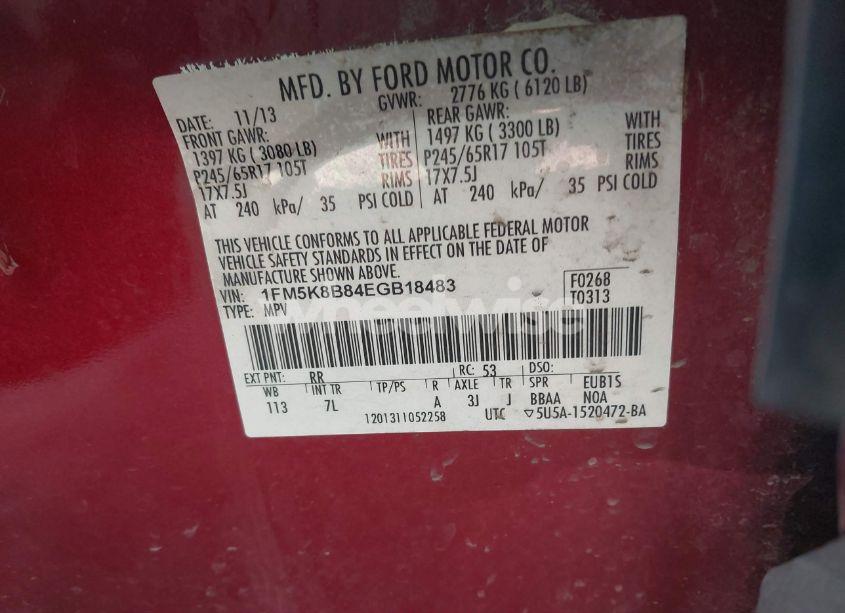 MFD. BY FORD MOTOR CO.
DATE: 11/13 GVWR: 2776 KG ( 6120 LB)
FRONT GAWR: REAR GAWR:
1397 KG ( 3080 LB) WITH 1497 KG ( 3300 LB) WITH
P245/65R17 105T TIRES P245/65R17 105T TIRES
17X7.5J RIMS 17X7.5J RIMS
AT 240 kPa/ 35 PSI COLD AT 240 kPa/ 35 PSI COLD
THIS VEHICLE CONFORMS TO ALL APPLICABLE FEDERAL MOTOR
VEHICLE SAFETY STANDARDS IN EFFECT ON THE DATE OF
MANUFACTURE SHOWN ABOVE.
VIN: 1FM5K8B84EGB18483 F0268
TYPE: MPV T0313
wheelwise
EXT PNT: RR RC: 53 DSO:
WB INT TR TP/PS R AXLE TR SPR EUB1S
113 7L A 3J J BBAA NOA
1201311052258 UTC ▽5U5A-1520472-BA